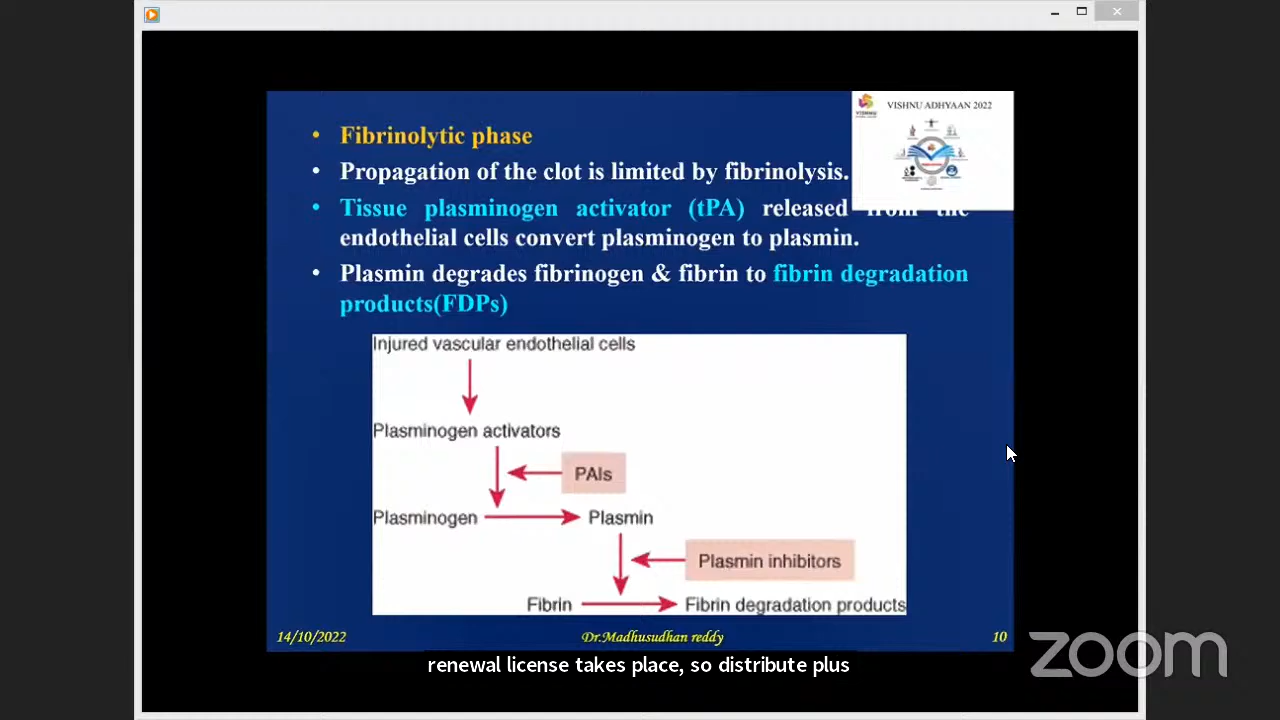 VISHNU ADHYAAN 2022
• Fibrinolytic phase
• Propagation of the clot is limited by fibrinolysis.
• Tissue plasminogen activator (tPA) released from the
endothelial cells convert plasminogen to plasmin.
• Plasmin degrades fibrinogen & fibrin to fibrin degradation
products(FDPs)
Injured vascular endothelial cells
Plasminogen activators
PAIs
Plasminogen
Plasmin
Plasmin inhibitors
Fibrin
Fibrin degradation products
14/10/2022
Dr.Madhusudhan reddy
10
renewal license takes place, so distribute plus
zoom